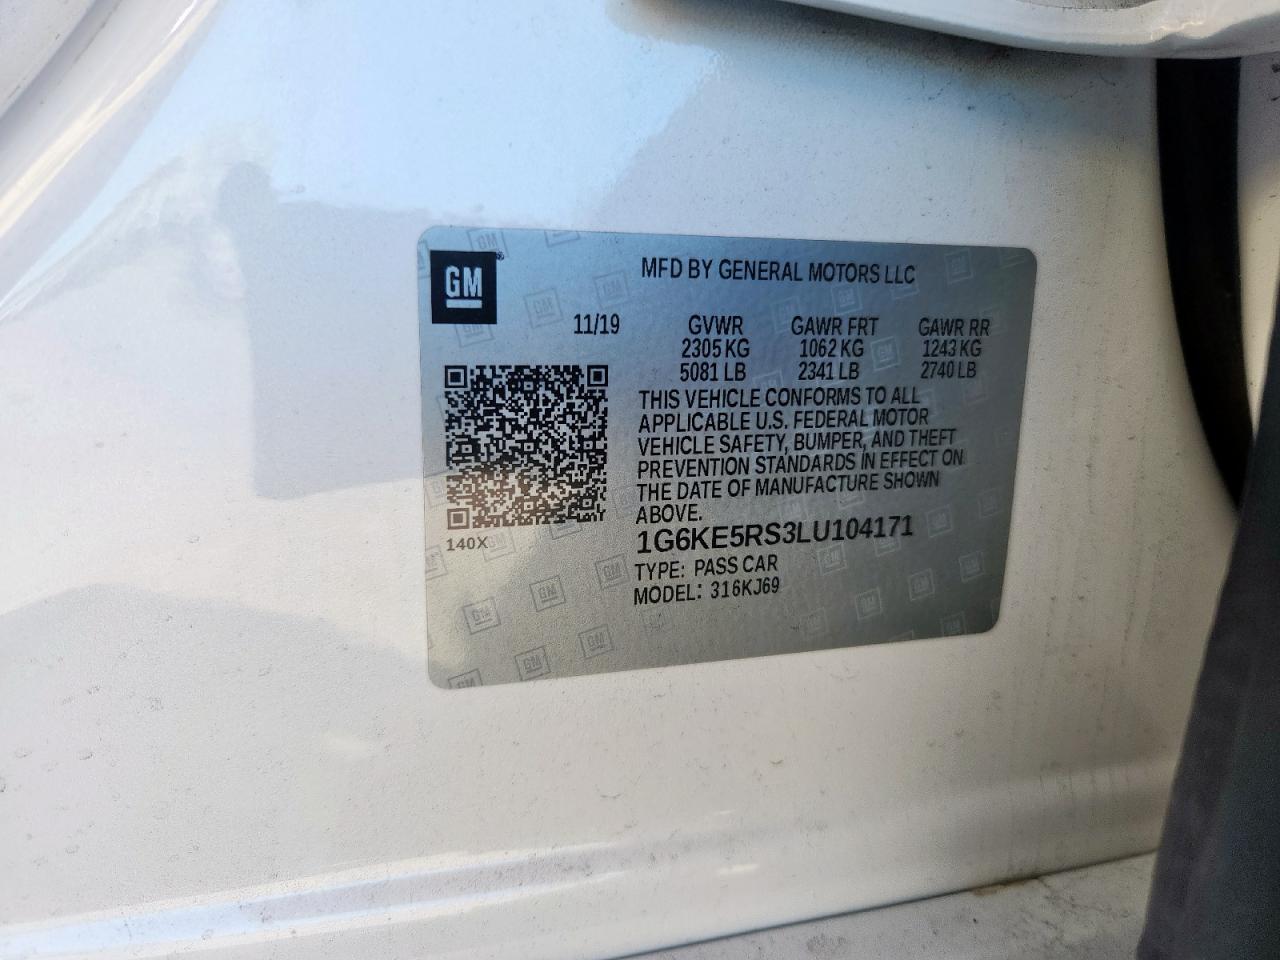 GM
MFD BY GENERAL MOTORS LLC
11/19 GVWR GAWR FRT GAWR RR
2305 KG 1062 KG 1243 KG
5081 LB 2341 LB 2740 LB
THIS VEHICLE CONFORMS TO ALL
APPLICABLE U.S. FEDERAL MOTOR
VEHICLE SAFETY, BUMPER, AND THEFT
PREVENTION STANDARDS IN EFFECT ON
THE DATE OF MANUFACTURE SHOWN
ABOVE.
1G6KE5RS3LU104171
140X
TYPE: PASS CAR
MODEL: 316KJ69